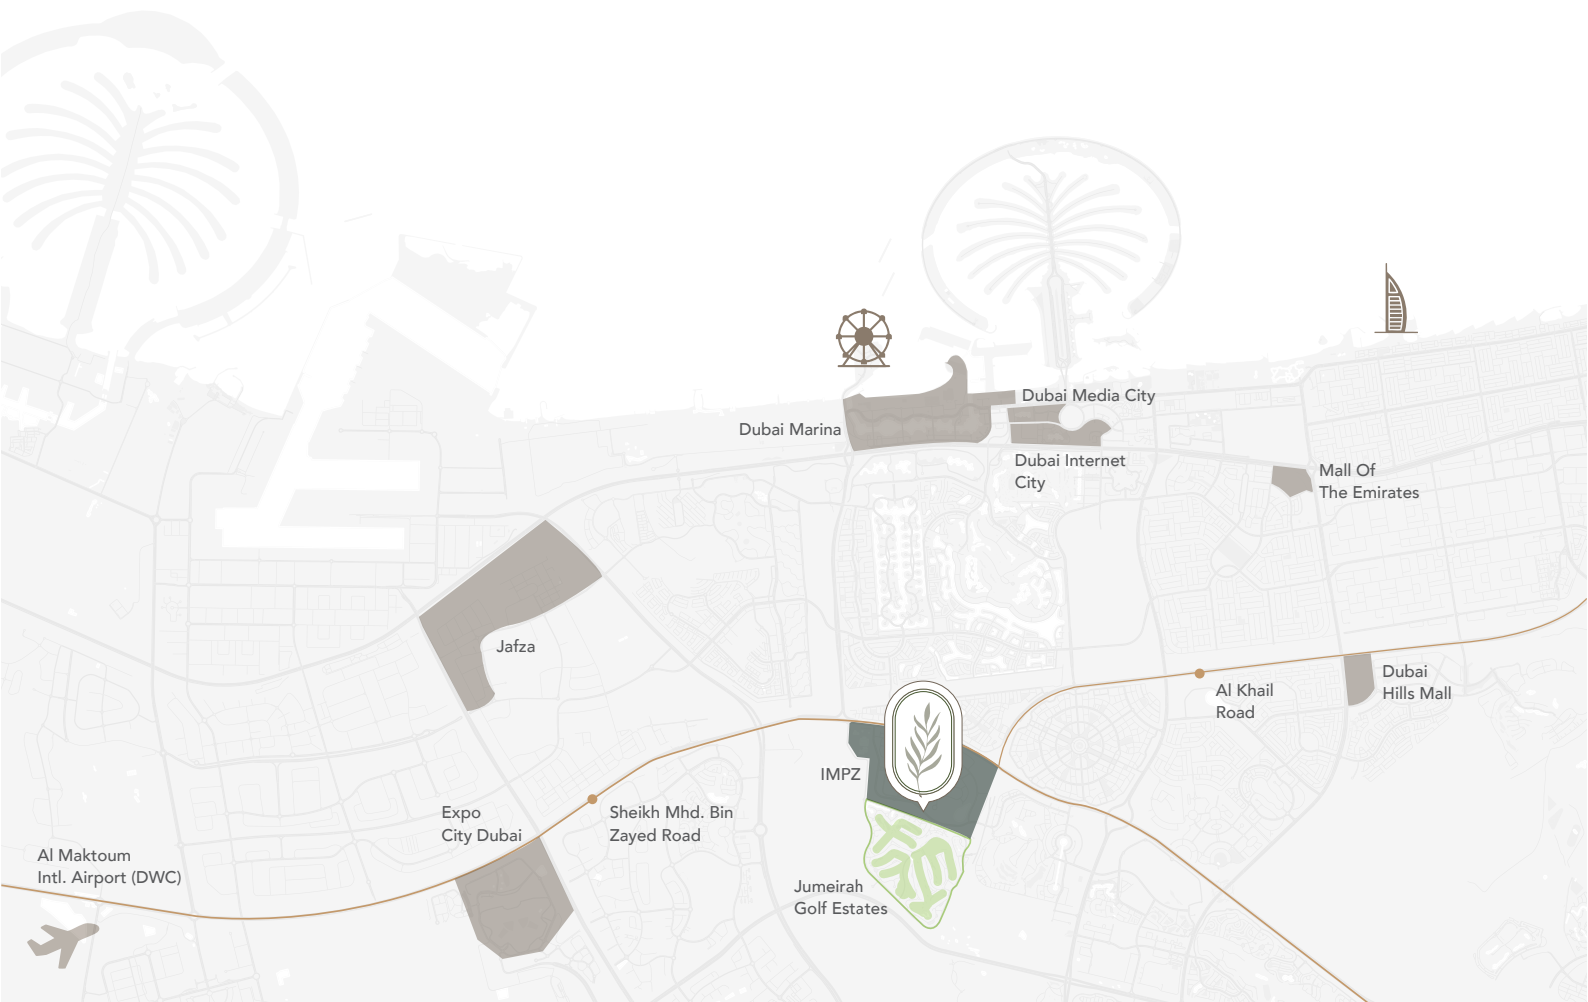 Dubai Media City
Dubai Marina
Dubai Internet
City
Mall Of
The Emirates
Jafza
Dubai
Hills Mall
Al Khail
Road
IMPZ
Expo
City Dubai
Sheikh Mhd. Bin
Zayed Road
Al Maktoum
Intl. Airport (DWC)
Jumeirah
Golf Estates